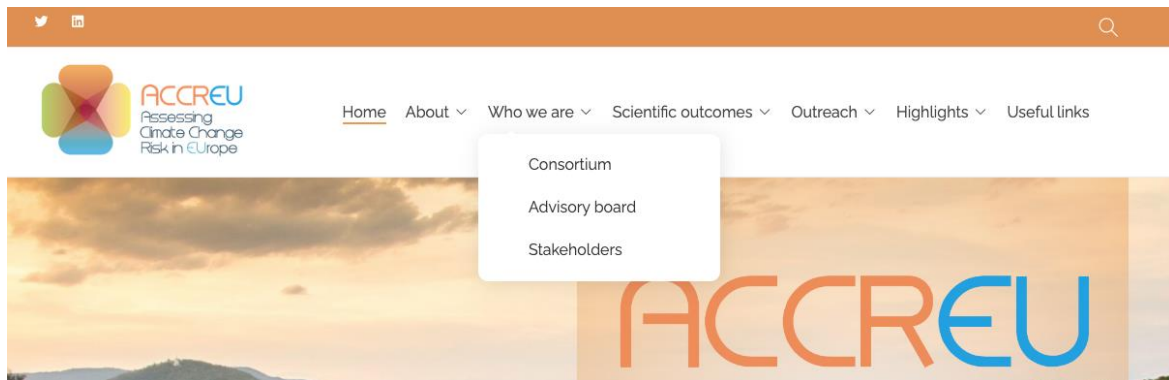 ACCREU
Assessing
Climate Change
Risk in EUrope
Home About Who we are Scientific outcomes Outreach Highlights Useful links
Consortium
Advisory board
Stakeholders
ACCREU